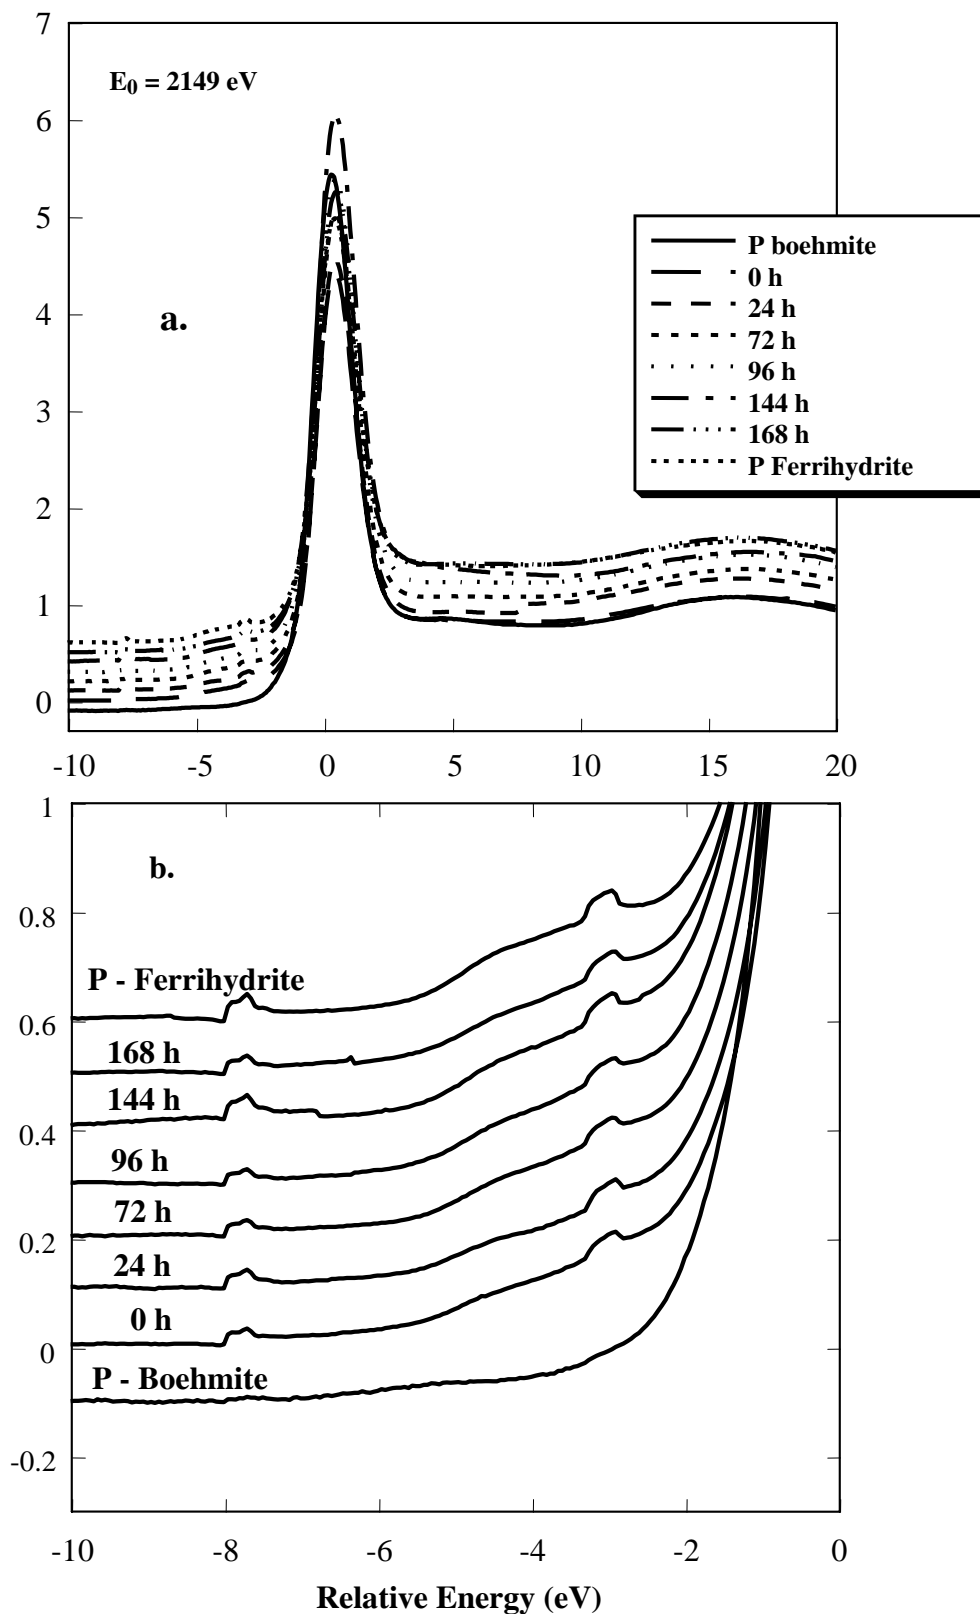 7
E0 = 2149 eV
6
5
P boehmite
0 h
24 h
a.
4
72 h
96 h
3
144 h
168 h
P Ferrihydrite
2
1
0
-10 -5 0 5 10 15 20
1
b.
0.8
P - Ferrihydrite
0.6
168 h
144 h
0.4
96 h
72 h
0.2
24 h
0 h
0
P - Boehmite
-0.2
-10 -8 -6 -4 -2 0
Relative Energy (eV)